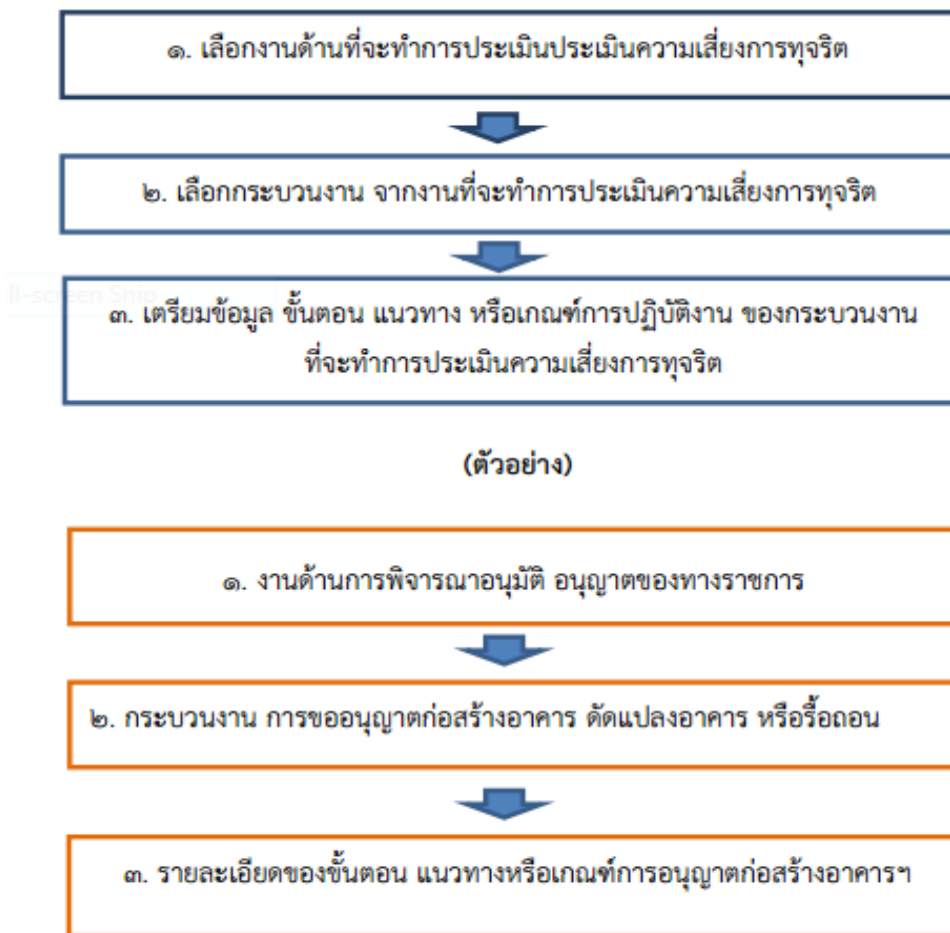 ๑. เลือกงานด้านที่จะทำการประเมินประเมินความเสี่ยงการทุจริต
๒. เลือกกระบวนงาน จากงานที่จะทำการประเมินความเสี่ยงการทุจริต
ll-screen Snip
๓. เตรียมข้อมูล ขั้นตอน แนวทาง หรือเกณฑ์การปฏิบัติงาน ของกระบวนงาน
ที่จะทำการประเมินความเสี่ยงการทุจริต
(ตัวอย่าง)
๑. งานด้านการพิจารณาอนุมัติ อนุญาตของทางราชการ
๒. กระบวนงาน การขออนุญาตก่อสร้างอาคาร ดัดแปลงอาคาร หรือรื้อถอน
๓. รายละเอียดของขั้นตอน แนวทางหรือเกณฑ์การอนุญาตก่อสร้างอาคารฯ